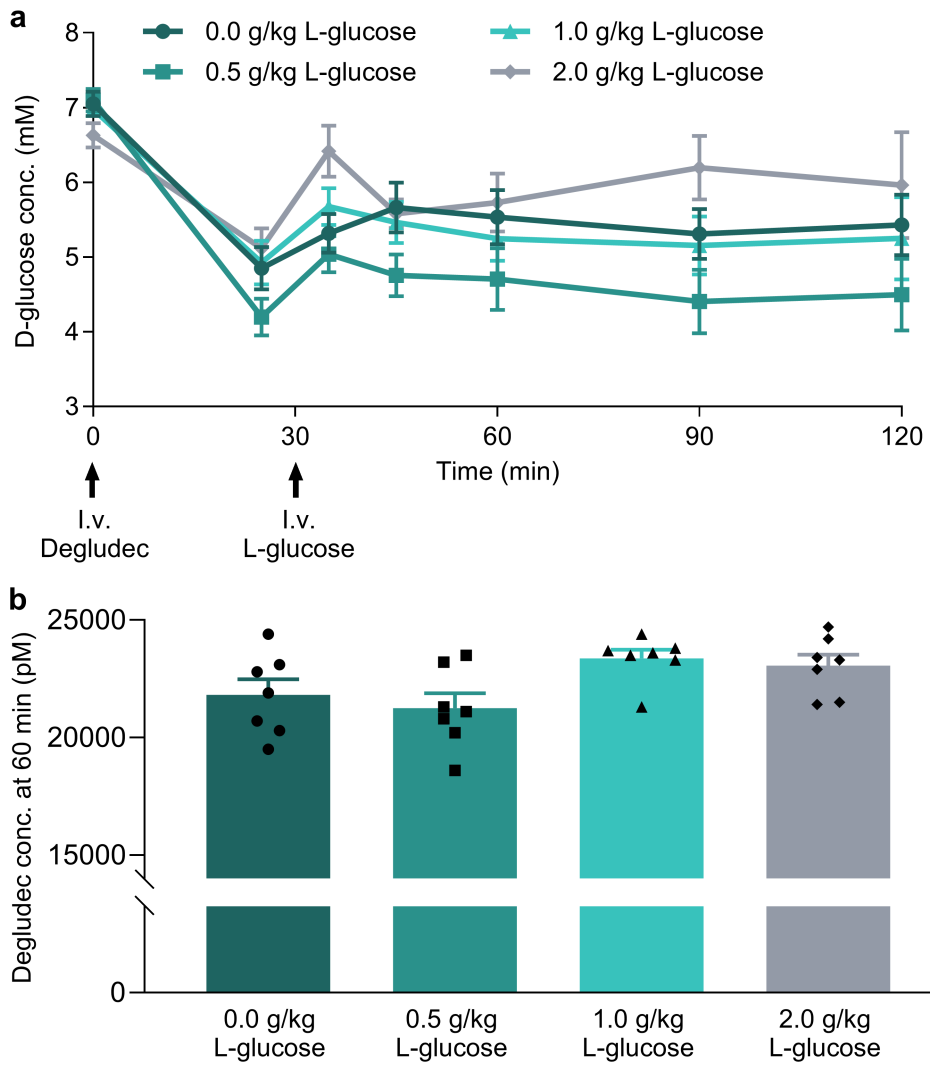 a
0.0 g/kg L-glucose
1.0 g/kg L-glucose
0.5 g/kg L-glucose
2.0 g/kg L-glucose
D-glucose conc. (mM)
8
7
6
5
4
3
0 30 60 90 120
Time (min)
I.v.
Degludec
I.v.
L-glucose
b
Degludec conc. at 60 min (pM)
25000
20000
15000
0
0.0 g/kg
L-glucose
0.5 g/kg
L-glucose
1.0 g/kg
L-glucose
2.0 g/kg
L-glucose